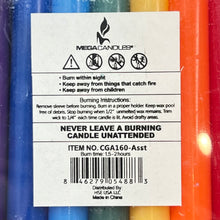 MEGACANDLES®
• Burn within sight
• Keep away from things that catch fire
• Keep away from children
Burning Instructions:
Remove sleeve before burning. Burn in a proper holder. Keep wax pool
free of debris. Stop burning when 1/2" unmelted wax remains. Trim
wick to 1/4" each time candle is lit. Avoid drafty areas.
NEVER LEAVE A BURNING
CANDLE UNATTENDED
ITEM NO. CGA160-Asst
Burn time: 1.5 - 2 hours
8 46279 05488 3
Distributed By
HSE USA LLC
Made in China